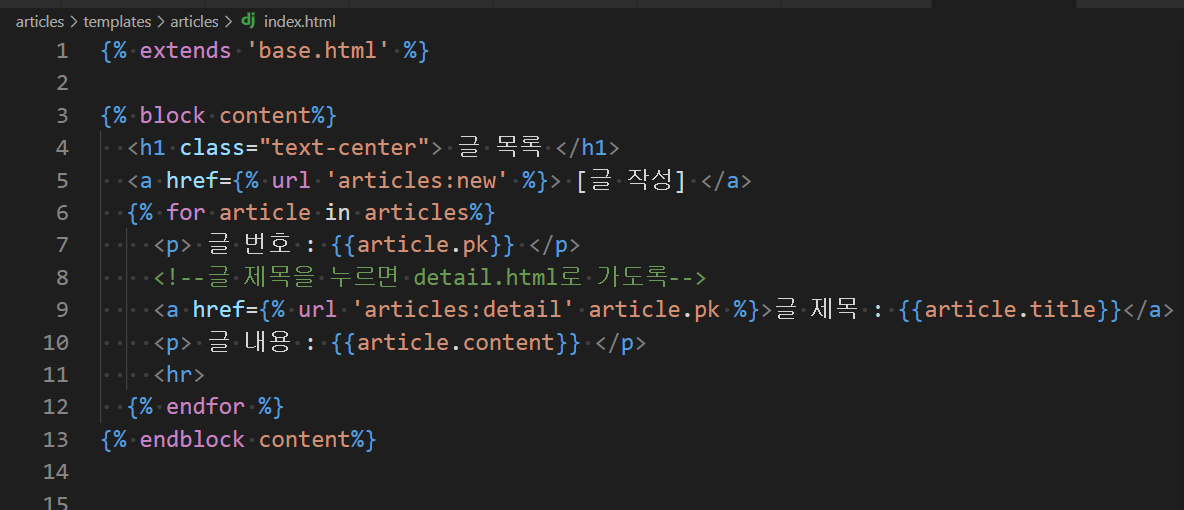 articles > templates > articles > dj index.html
1 {% extends 'base.html' %}
2
3 {% block content%}
4 <h1 class="text-center"> 글 목록 </h1>
5 <a href={% url 'articles:new' %}> [글 작성] </a>
6 {% for article in articles%}
7 <p> 글 번호 : {{article.pk}} </p>
8 <!--글 제목을 누르면 detail.html로 가도록-->
9 <a href={% url 'articles:detail' article.pk %}>글 제목 : {{article.title}}</a>
10 <p> 글 내용 : {{article.content}} </p>
11 <hr>
12 {% endfor %}
13 {% endblock content%}
14
15